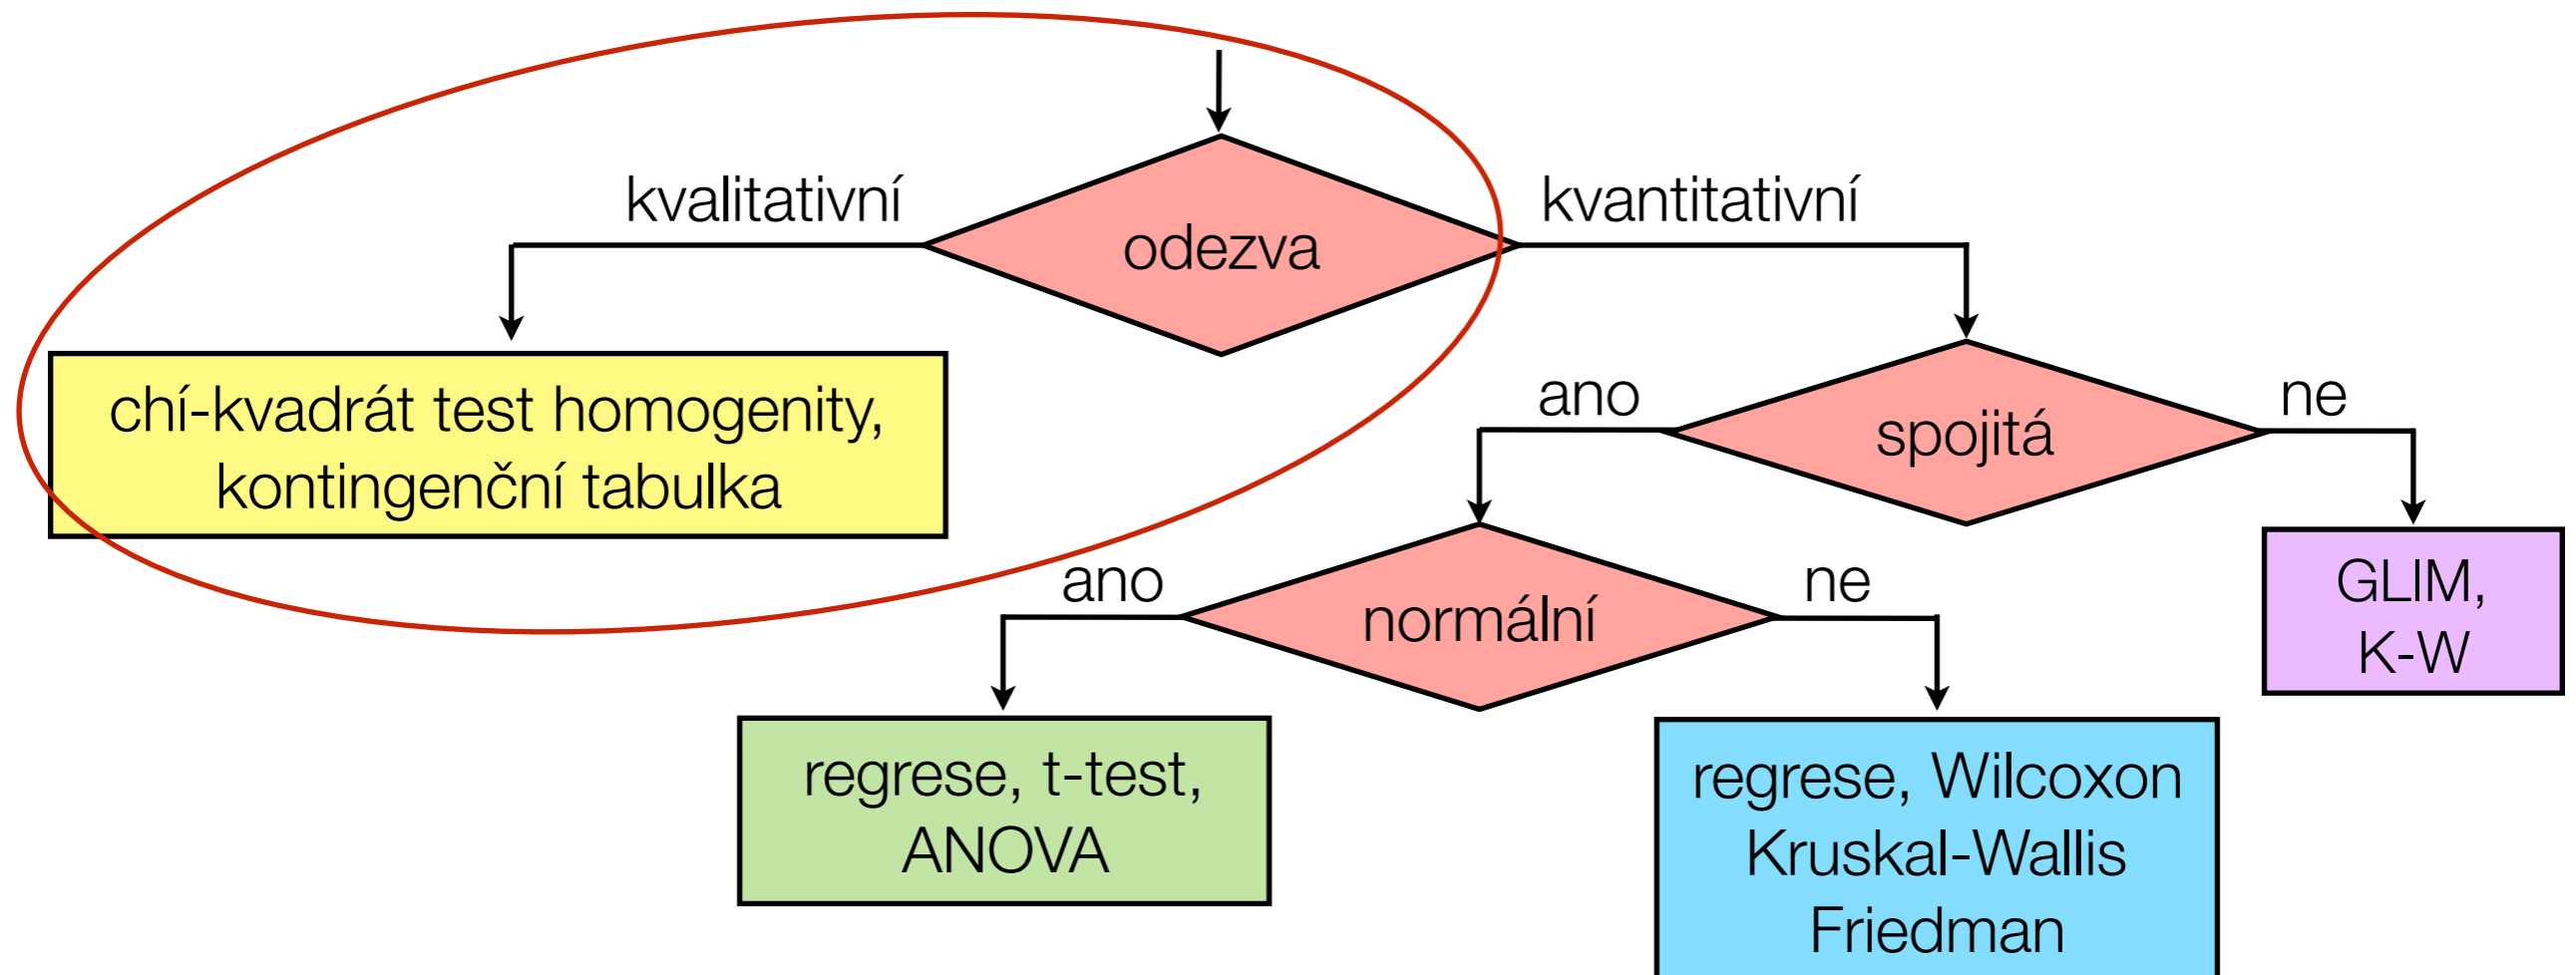 kvalitativní
kvantitativní
odezva
chí-kvadrát test homogenity,
kontingenční tabulka
ano
ne
spojitá
ano
ne
normální
GLIM,
K-W
regrese, t-test,
ANOVA
regrese, Wilcoxon
Kruskal-Wallis
Friedman